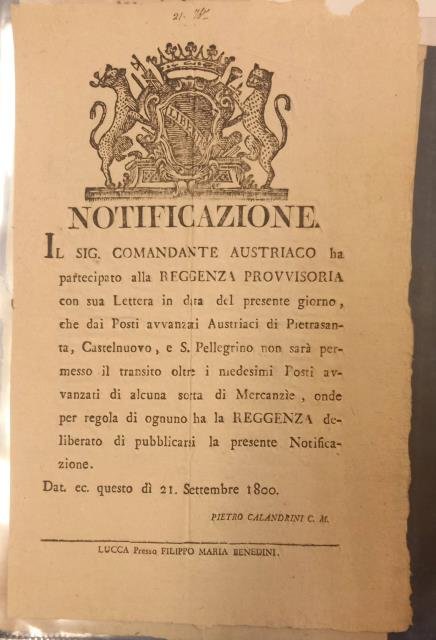 LIBERTAS
NOTIFICAZIONE.
IL SIG. COMANDANTE AUSTRIACO ha
partecipato alla REGGENZA PROVVISORIA
con sua Lettera in data del presente giorno,
che dai Posti avvanzati Austriaci di Pietrasan-
ta, Castelnuovo, e S. Pellegrino non sarà per-
messo il transito oltre i medesimi Posti av-
vanzati di alcuna sorta di Mercanzìe, onde
per regola di ognuno ha la REGGENZA de-
liberato di pubblicarsi la presente Notifica-
zione.
Dat. ec. questo dì 21. Settembre 1800.
PIETRO CALANDRINI C. M.
LUCCA Presso FILIPPO MARIA BENEDINI.